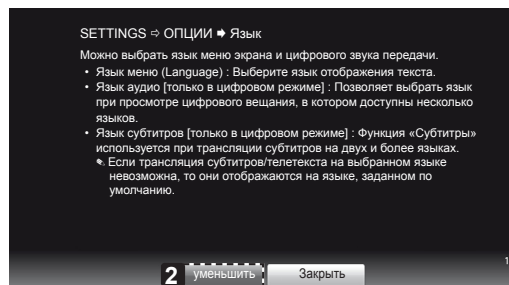 SETTINGS ⇨ ОПЦИИ ➧ Язык
Можно выбрать язык меню экрана и цифрового звука передачи.
• Язык меню (Language) : Выберите язык отображения текста.
• Язык аудио [только в цифровом режиме] : Позволяет выбрать язык
при просмотре цифрового вещания, в котором доступны несколько
языков.
• Язык субтитров [только в цифровом режиме] : Функция «Субтитры»
используется при трансляции субтитров на двух и более языках.
✎ Если трансляция субтитров/телетекста на выбранном языке
невозможна, то они отображаются на языке, заданном по
умолчанию.
1
2 уменьшить Закрыть